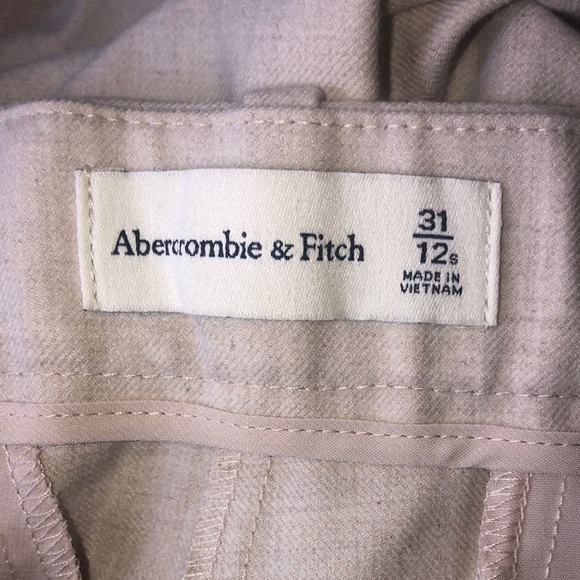 Abercrombie & Fitch
31
12s
MADE IN
VIETNAM